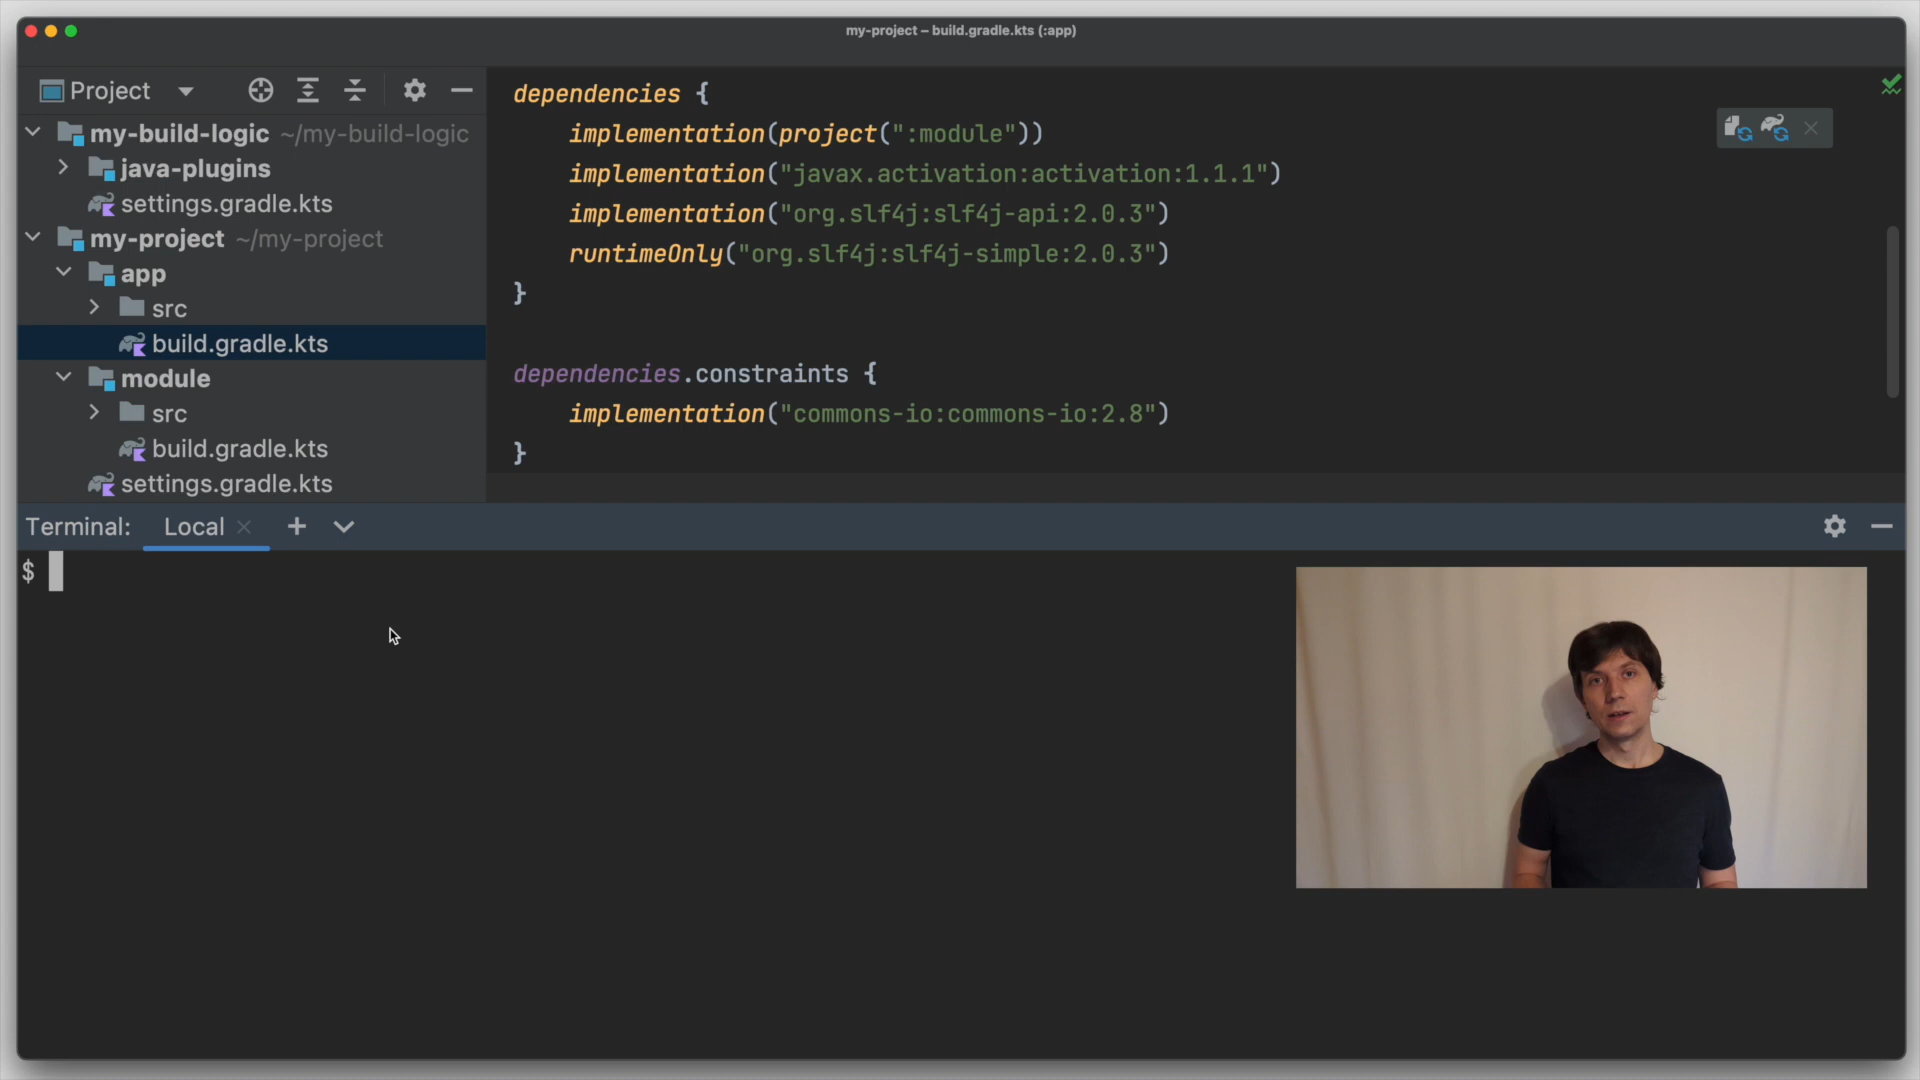 my-project – build.gradle.kts (:app)
Project
my-build-logic ~/my-build-logic
java-plugins
settings.gradle.kts
my-project ~/my-project
app
src
build.gradle.kts
module
src
build.gradle.kts
settings.gradle.kts
dependencies {
    implementation(project(":module"))
    implementation("javax.activation:activation:1.1.1")
    implementation("org.slf4j:slf4j-api:2.0.3")
    runtimeOnly("org.slf4j:slf4j-simple:2.0.3")
}
dependencies.constraints {
    implementation("commons-io:commons-io:2.8")
}
Terminal: Local
$